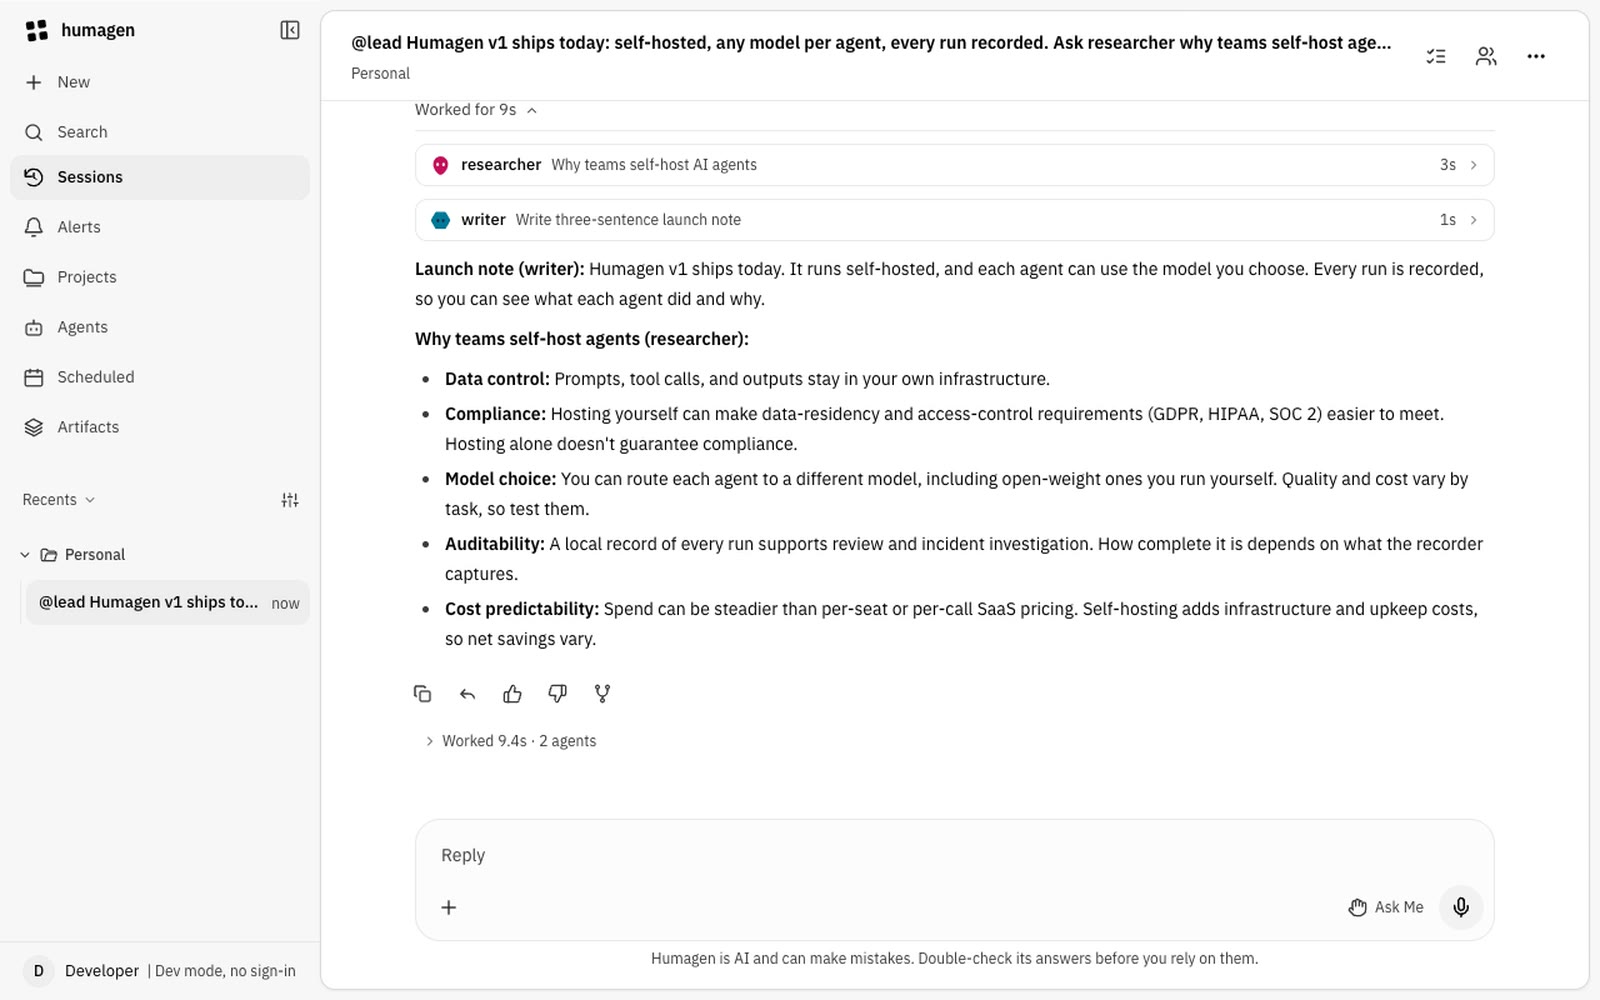 humagen
New
Search
Sessions
Alerts
Projects
Agents
Scheduled
Artifacts
Recents
Personal
@lead Humagen v1 ships to... now
D Developer | Dev mode, no sign-in
@lead Humagen v1 ships today: self-hosted, any model per agent, every run recorded. Ask researcher why teams self-host age...
Personal
Worked for 9s
researcher Why teams self-host AI agents 3s
writer Write three-sentence launch note 1s
Launch note (writer): Humagen v1 ships today. It runs self-hosted, and each agent can use the model you choose. Every run is recorded,
so you can see what each agent did and why.
Why teams self-host agents (researcher):
• Data control: Prompts, tool calls, and outputs stay in your own infrastructure.
• Compliance: Hosting yourself can make data-residency and access-control requirements (GDPR, HIPAA, SOC 2) easier to meet.
Hosting alone doesn't guarantee compliance.
• Model choice: You can route each agent to a different model, including open-weight ones you run yourself. Quality and cost vary by
task, so test them.
• Auditability: A local record of every run supports review and incident investigation. How complete it is depends on what the recorder
captures.
• Cost predictability: Spend can be steadier than per-seat or per-call SaaS pricing. Self-hosting adds infrastructure and upkeep costs,
so net savings vary.
Worked 9.4s · 2 agents
Reply
Ask Me
Humagen is AI and can make mistakes. Double-check its answers before you rely on them.